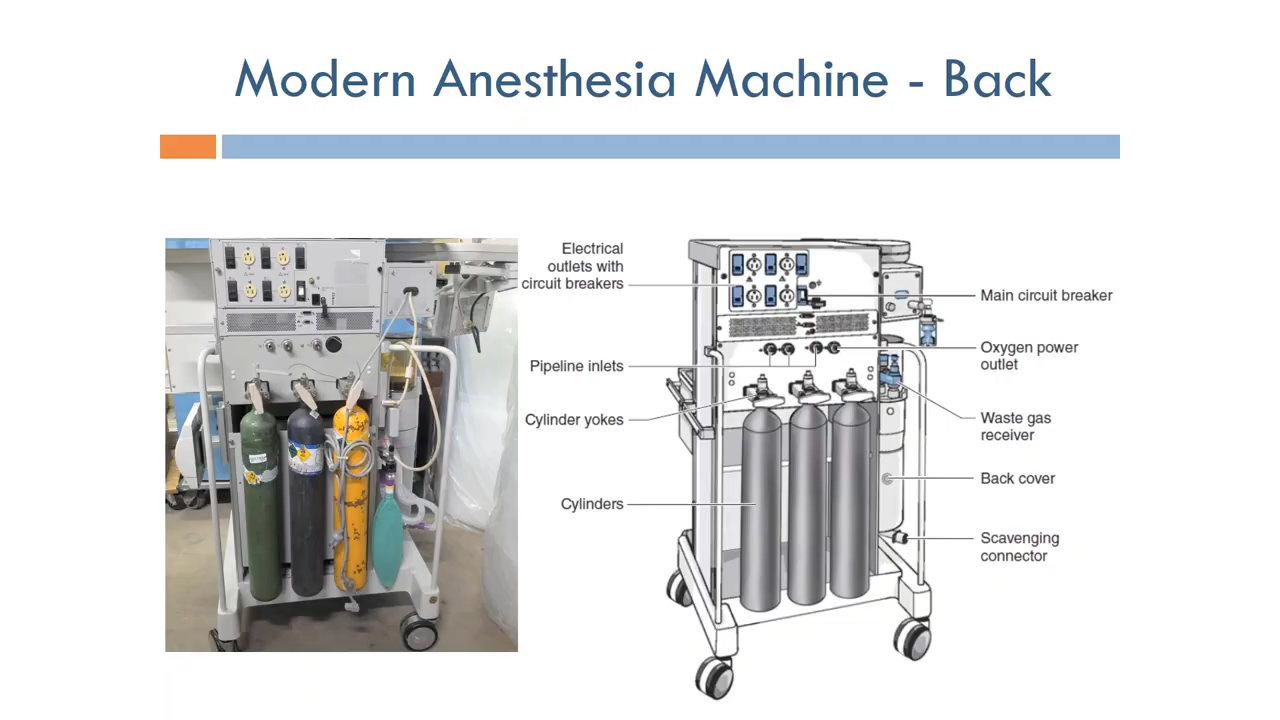 Modern Anesthesia Machine - Back
Electrical
outlets with
circuit breakers
Pipeline inlets
Cylinder yokes
Cylinders
Main circuit breaker
Oxygen power
outlet
Waste gas
receiver
Back cover
Scavenging
connector